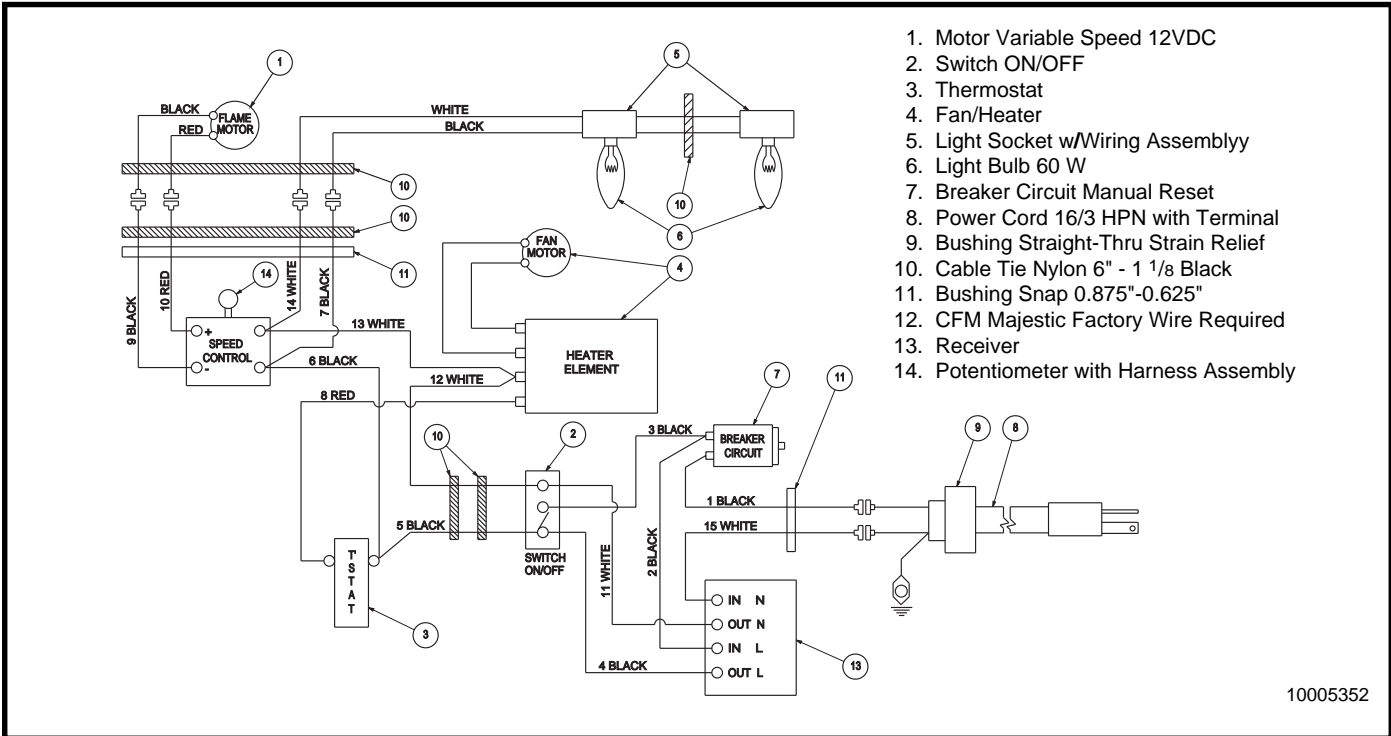 1. Motor Variable Speed 12VDC
2. Switch ON/OFF
3. Thermostat
4. Fan/Heater
5. Light Socket w/Wiring Assemblyy
6. Light Bulb 60 W
7. Breaker Circuit Manual Reset
8. Power Cord 16/3 HPN with Terminal
9. Bushing Straight-Thru Strain Relief
10. Cable Tie Nylon 6" - 1 1/8 Black
11. Bushing Snap 0.875"-0.625"
12. CFM Majestic Factory Wire Required
13. Receiver
14. Potentiometer with Harness Assembly
1
5
BLACK
FLAME
MOTOR
RED
WHITE
BLACK
10
10
10
6
11
14
FAN
MOTOR
4
9 BLACK
10 RED
14 WHITE
7 BLACK
+
SPEED
CONTROL
-
13 WHITE
6 BLACK
12 WHITE
8 RED
HEATER
ELEMENT
10
2
3 BLACK
7
BREAKER
CIRCUIT
11
9
8
1 BLACK
15 WHITE
5 BLACK
SWITCH
ON/OFF
11 WHITE
2 BLACK
T'STAT
3
IN N
OUT N
IN L
OUT L
4 BLACK
13
10005352